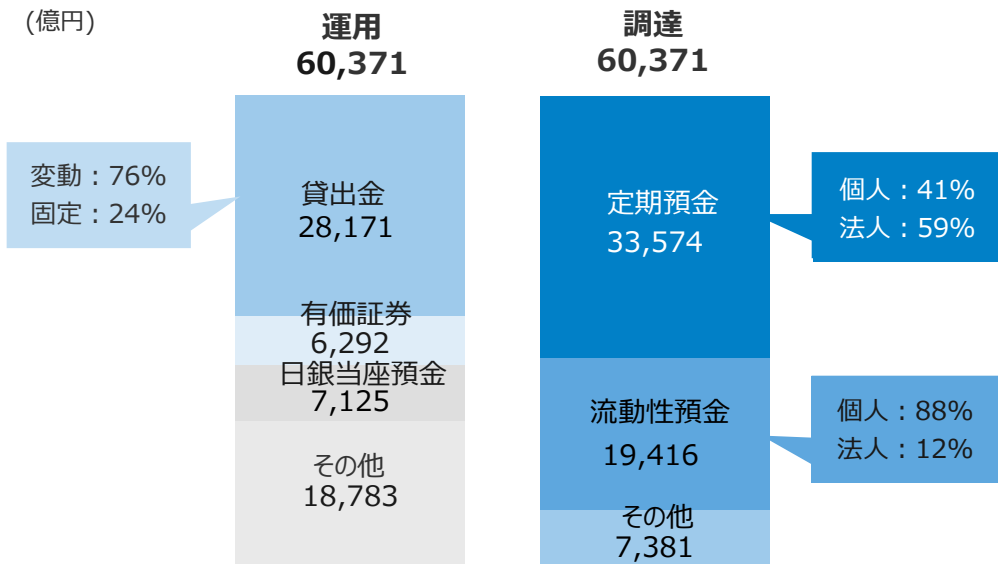 (億円)
運用
60,371
調達
60,371
変動：76%
固定：24%
貸出金
28,171
有価証券
6,292
日銀当座預金
7,125
その他
18,783
定期預金
33,574
個人：41%
法人：59%
流動性預金
19,416
個人：88%
法人：12%
その他
7,381